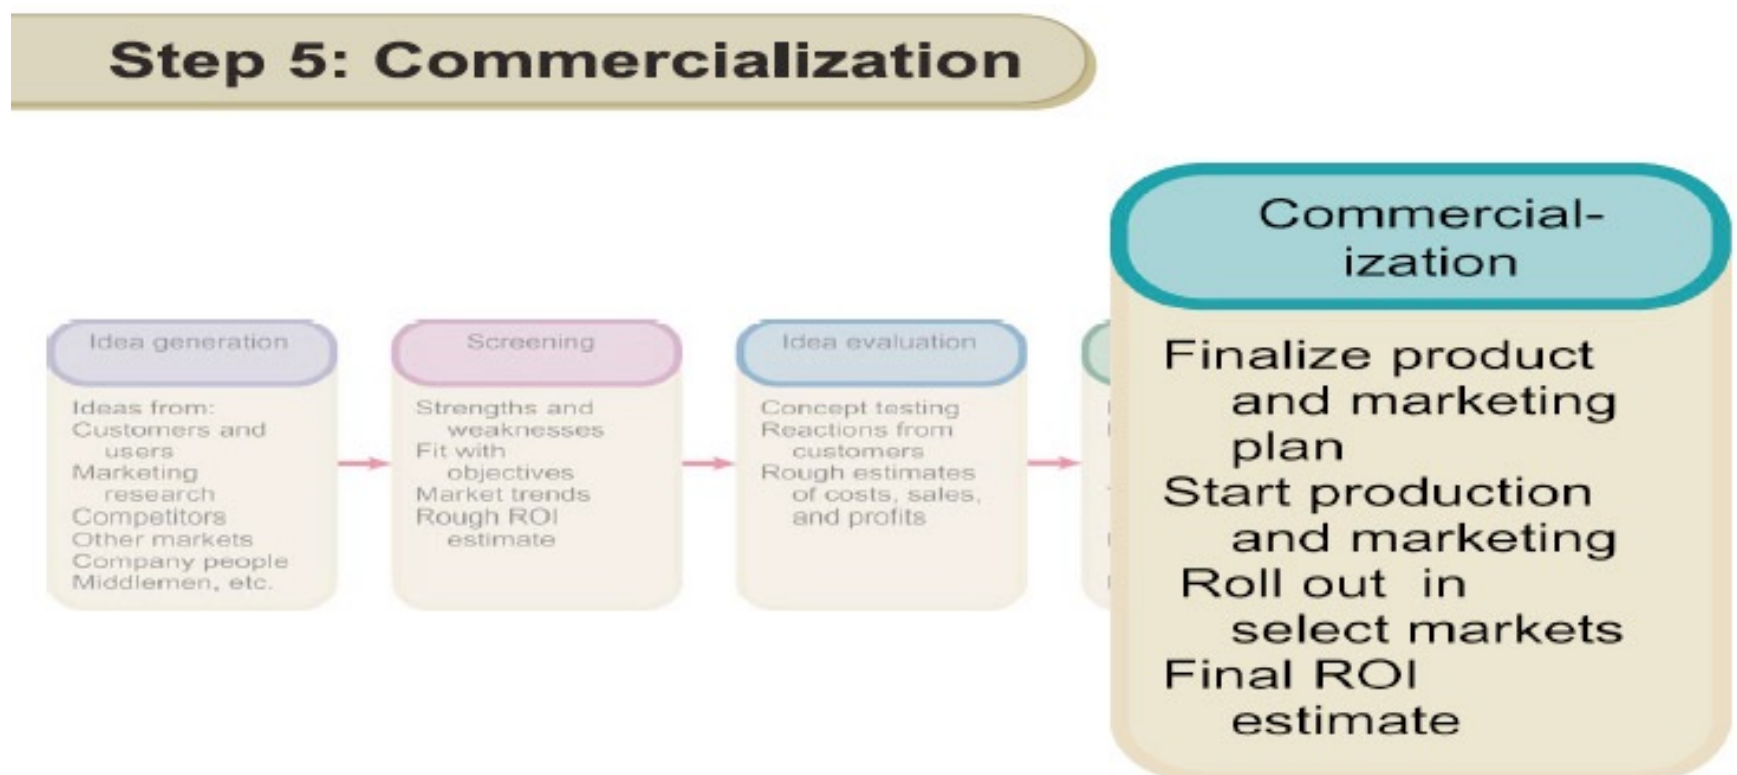 Step 5: Commercialization
Idea generation
Ideas from:
Customers and
users
Marketing
research
Competitors
Other markets
Company people
Middlemen, etc.
Screening
Strengths and
weaknesses
Fit with
objectives
Market trends
Rough ROI
estimate
Idea evaluation
Concept testing
Reactions from
customers
Rough estimates
of costs, sales,
and profits
Commercial-
ization
Finalize product
and marketing
plan
Start production
and marketing
Roll out in
select markets
Final ROI
estimate